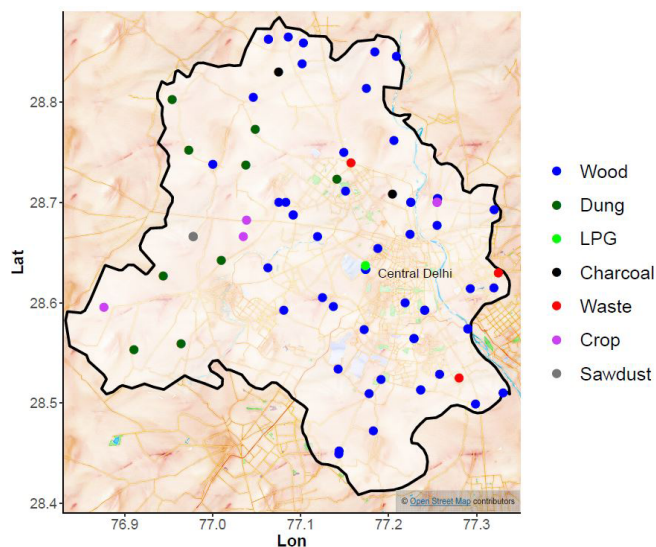 Lat
28.8
28.7
28.6
28.5
28.4
Central Delhi
© Open Street Map contributors
76.9 77.0 77.1 77.2 77.3
Lon
Wood
Dung
LPG
Charcoal
Waste
Crop
Sawdust